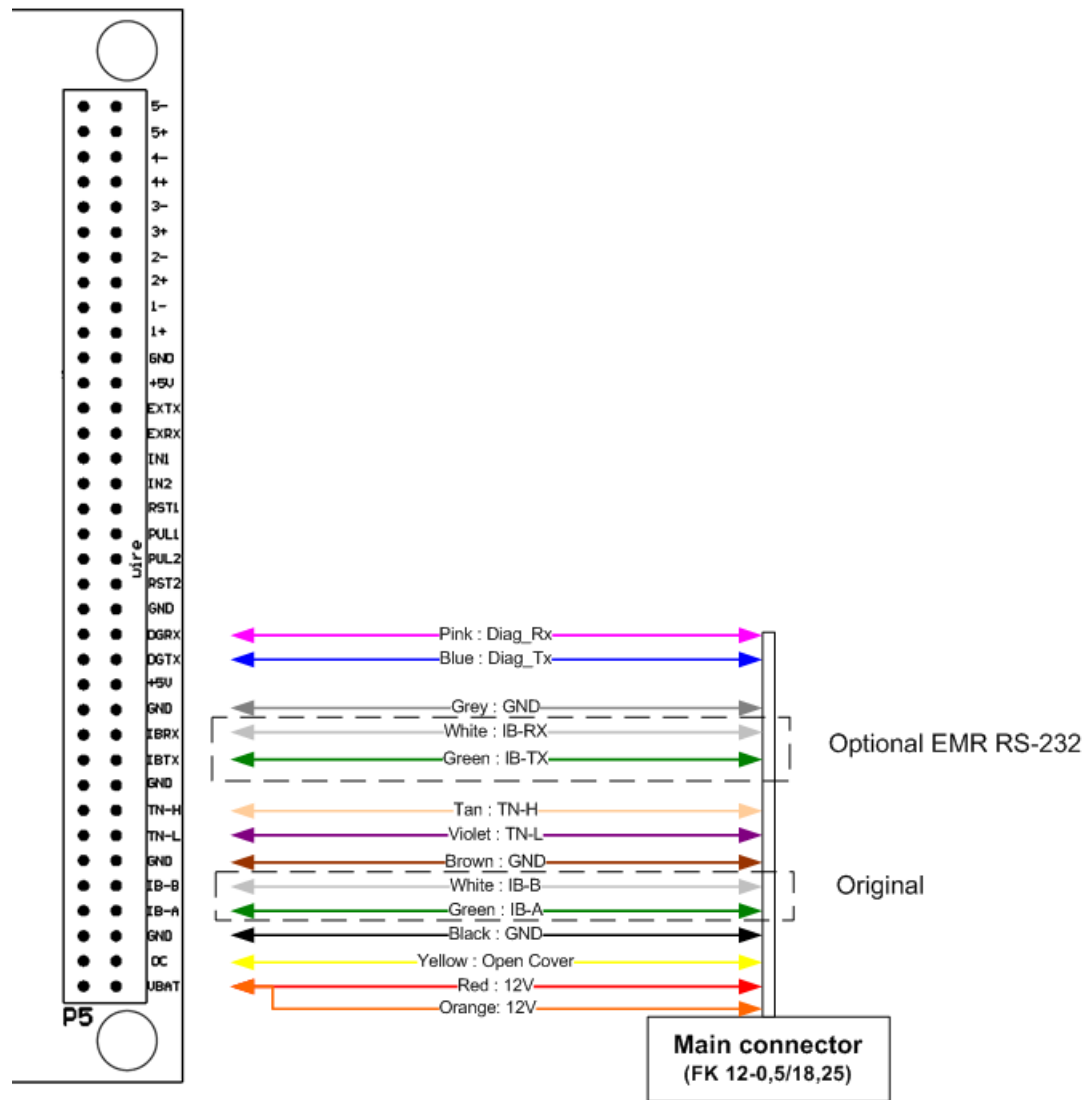 5-
5+
4-
4+
3-
3+
2-
2+
1-
1+
GND
+5V
EXTX
EXRX
IN1
IN2
RST1
PUL1
wire
PUL2
RST2
GND
DGRX
Pink : Diag_Rx
DGTX
Blue : Diag_Tx
+5V
GND
Grey : GND
IBRX
White : IB-RX
Optional EMR RS-232
IBTX
Green : IB-TX
GND
TN-H
Tan : TN-H
TN-L
Violet : TN-L
GND
Brown : GND
IB-B
White : IB-B
Original
IB-A
Green : IB-A
GND
Black : GND
OC
Yellow : Open Cover
VBAT
Red : 12V
Orange: 12V
P5
Main connector
(FK 12-0,5/18,25)